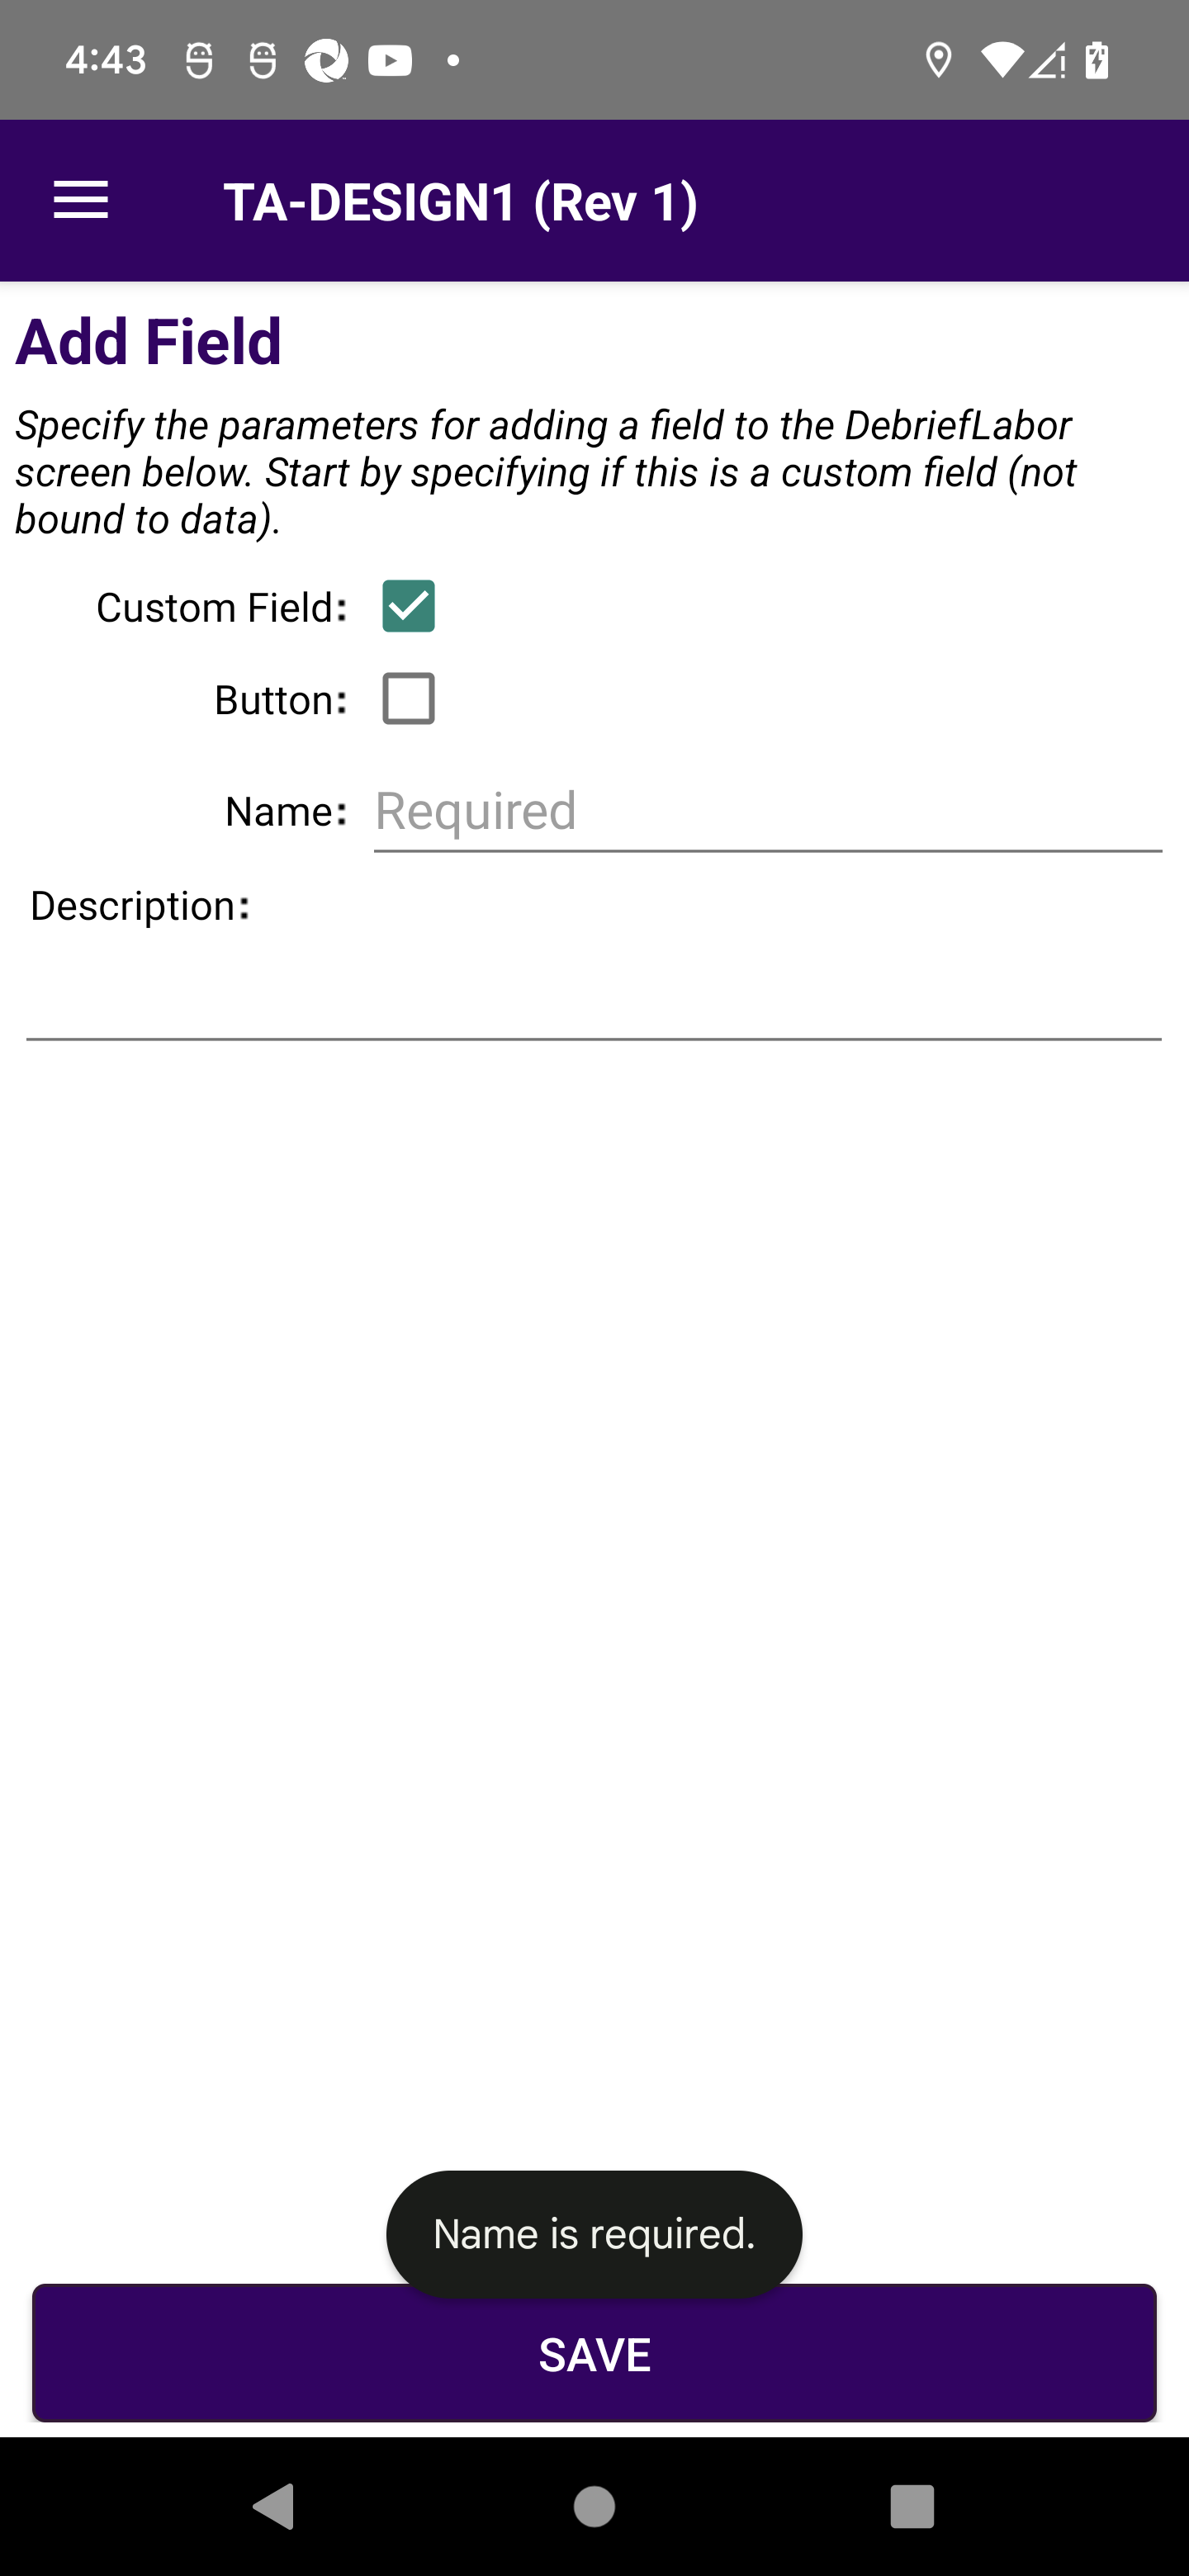 4:43
TA-DESIGN1 (Rev 1)
Add Field
Specify the parameters for adding a field to the DebriefLabor
screen below. Start by specifying if this is a custom field (not
bound to data).
Custom Field:
Button:
Name: Required
Description:
Name is required.
SAVE